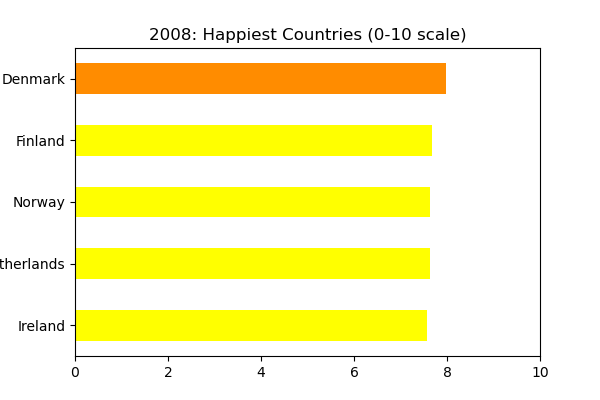 2008: Happiest Countries (0-10 scale)
Denmark
Finland
Norway
therlands
Ireland
0 2 4 6 8 10